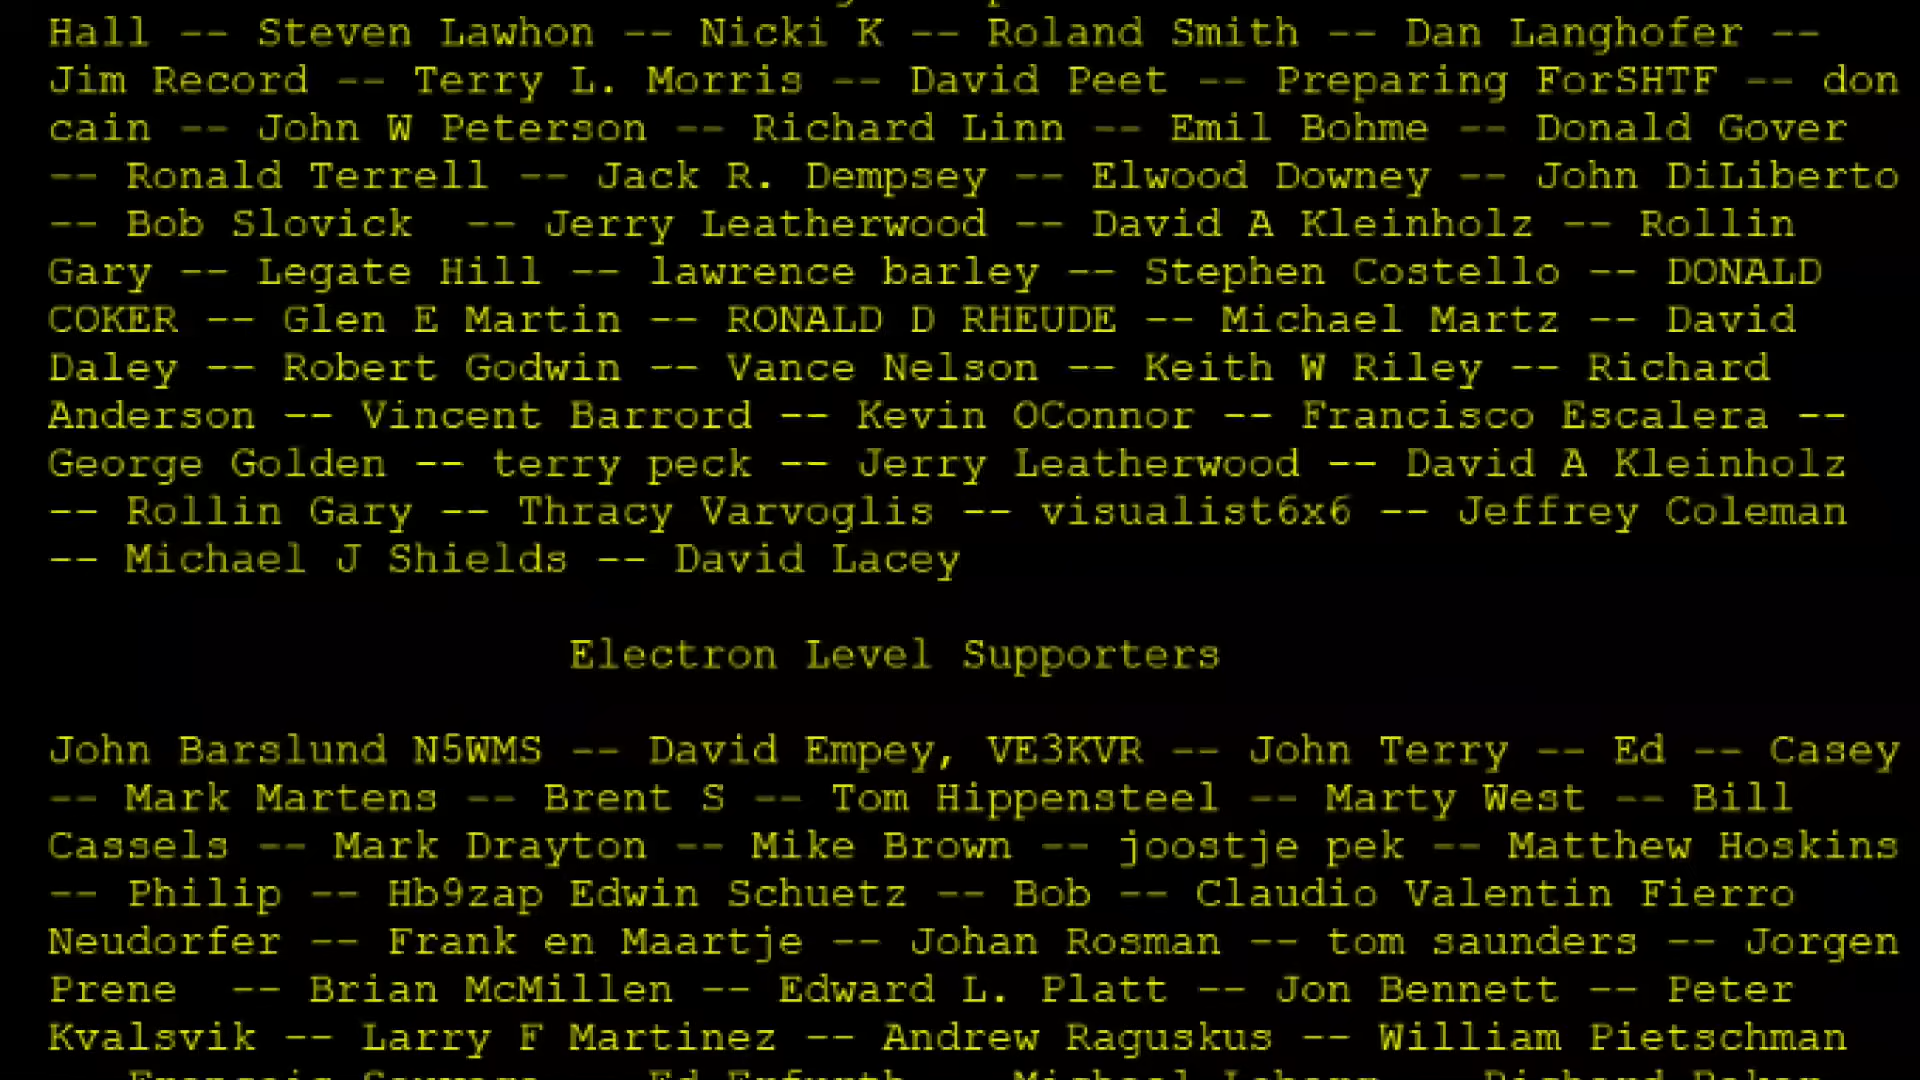 Hall -- Steven Lawhon -- Nicki K -- Roland Smith -- Dan Langhofer --
Jim Record -- Terry L. Morris -- David Peet -- Preparing ForSHTF -- don
cain -- John W Peterson -- Richard Linn -- Emil Bohme -- Donald Gover
-- Ronald Terrell -- Jack R. Dempsey -- Elwood Downey -- John DiLiberto
-- Bob Slovick  -- Jerry Leatherwood -- David A Kleinholz -- Rollin
Gary -- Legate Hill -- lawrence barley -- Stephen Costello -- DONALD
COKER -- Glen E Martin -- RONALD D RHEUDE -- Michael Martz -- David
Daley -- Robert Godwin -- Vance Nelson -- Keith W Riley -- Richard
Anderson -- Vincent Barrord -- Kevin OConnor -- Francisco Escalera --
George Golden -- terry peck -- Jerry Leatherwood -- David A Kleinholz
-- Rollin Gary -- Thracy Varvoglis -- visualist6x6 -- Jeffrey Coleman
-- Michael J Shields -- David Lacey
Electron Level Supporters
John Barslund N5WMS -- David Empey, VE3KVR -- John Terry -- Ed -- Casey
-- Mark Martens -- Brent S -- Tom Hippensteel -- Marty West -- Bill
Cassels -- Mark Drayton -- Mike Brown -- joostje pek -- Matthew Hoskins
-- Philip -- Hb9zap Edwin Schuetz -- Bob -- Claudio Valentin Fierro
Neudorfer -- Frank en Maartje -- Johan Rosman -- tom saunders -- Jorgen
Prene  -- Brian McMillen -- Edward L. Platt -- Jon Bennett -- Peter
Kvalsvik -- Larry F Martinez -- Andrew Raguskus -- William Pietschman